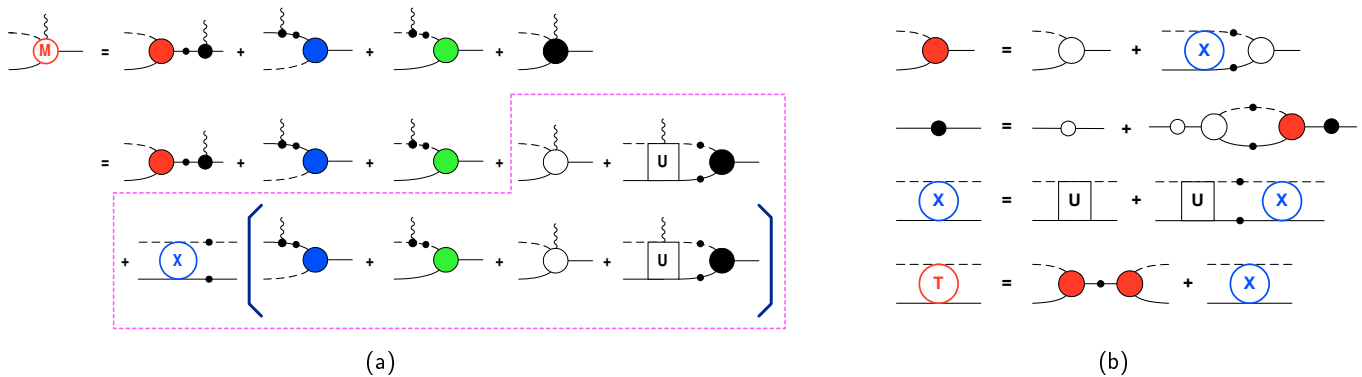 M = + + +
= + + + +
U
+ X + + + U
(a)
= + X
= +
X = U + U X
T = + X
(b)